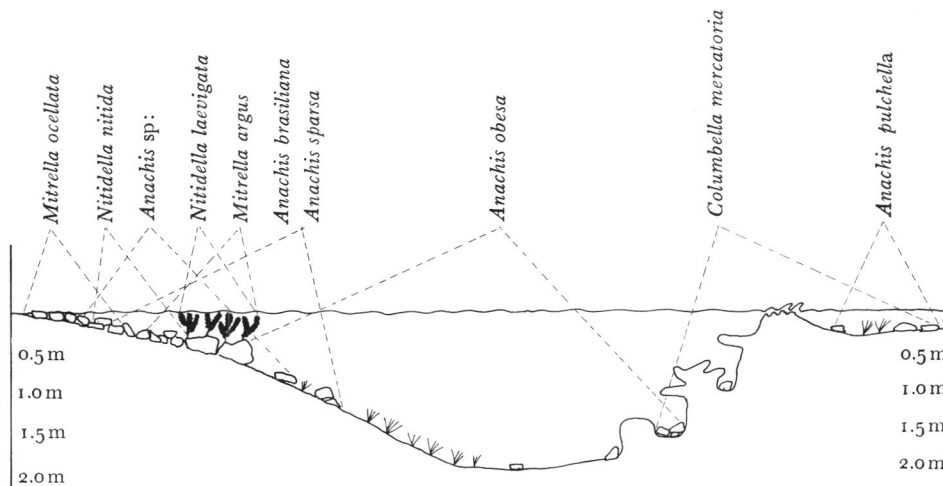 Mitrella ocellata
Nitidella nitida
Anachis sp:
Nitidella laevigata
Mitrella argus
Anachis brasiliana
Anachis sparsa
Anachis obesa
Columbella mercatoria
Anachis pulchella
0.5 m
1.0 m
1.5 m
2.0 m
0.5 m
1.0 m
1.5 m
2.0 m